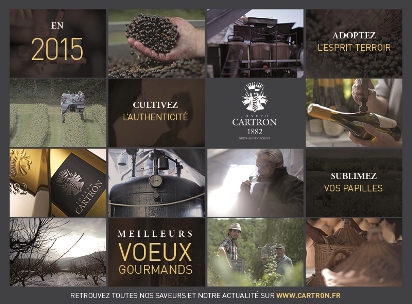 EN
2015
ADOPTEZ
L'ESPRIT TERROIR
CULTIVEZ
L'AUTHENTICITÉ
CARTRON
1882
CARTRON
SUBLIMEZ
VOS PAPILLES
MEILLEURS
VOEUX
GOURMANDS
RETROUVEZ TOUTES NOS SAVEURS ET NOTRE ACTUALITÉ SUR WWW.CARTRON.FR